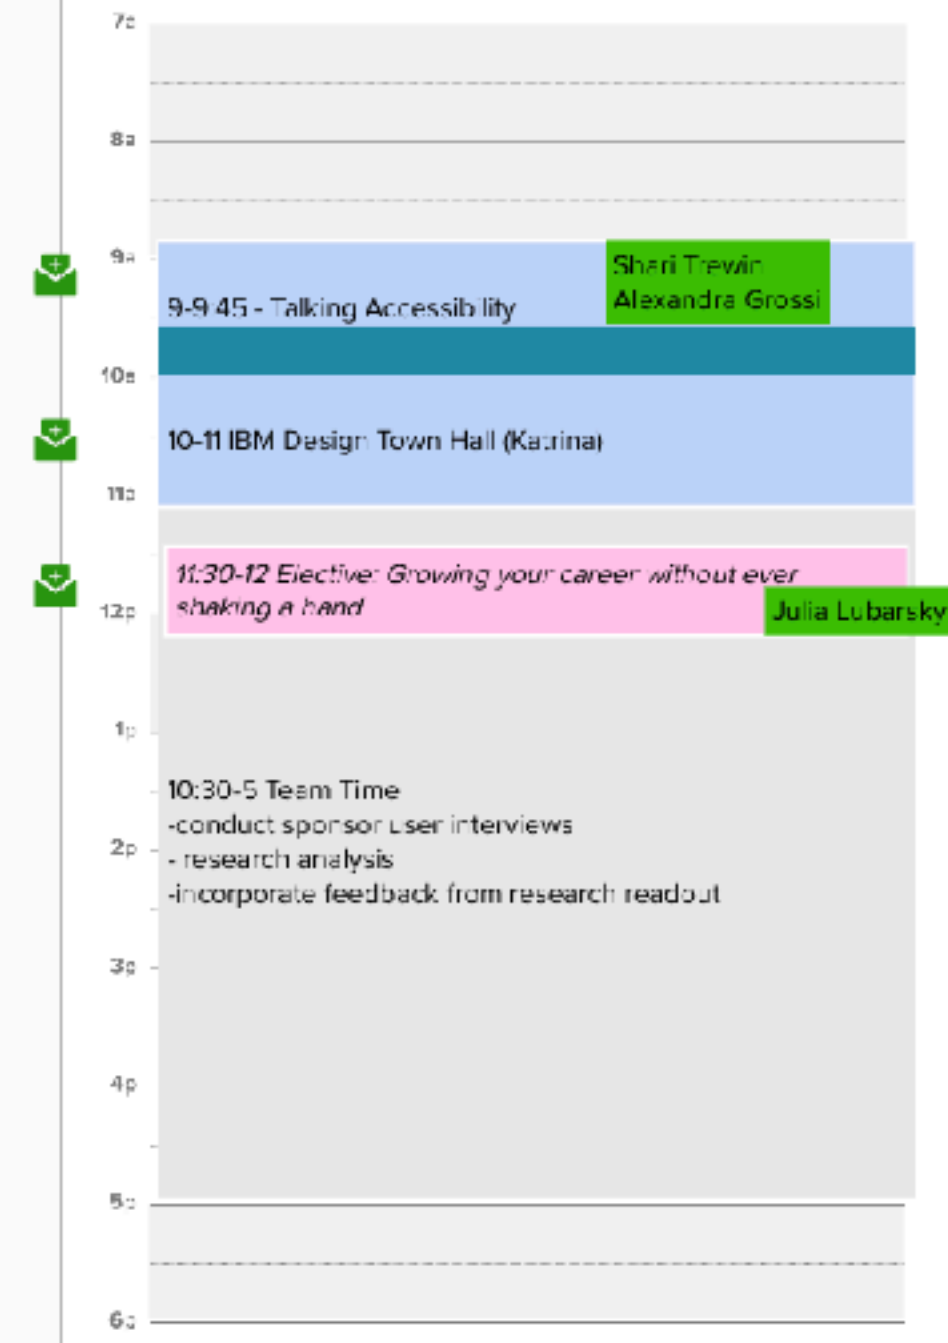 7a
8a
9a
Shari Trewin
Alexandra Grossi
9-9:45 - Talking Accessibility
10a
10-11 IBM Design Town Hall (Katrina)
11a
11:30-12 Elective: Growing your career without ever
shaking a hand
12p
Julia Lubarsky
1p
10:30-5 Team Time
-conduct sponsor user interviews
2p
- research analysis
-incorporate feedback from research readout
3p
4p
5p
6p